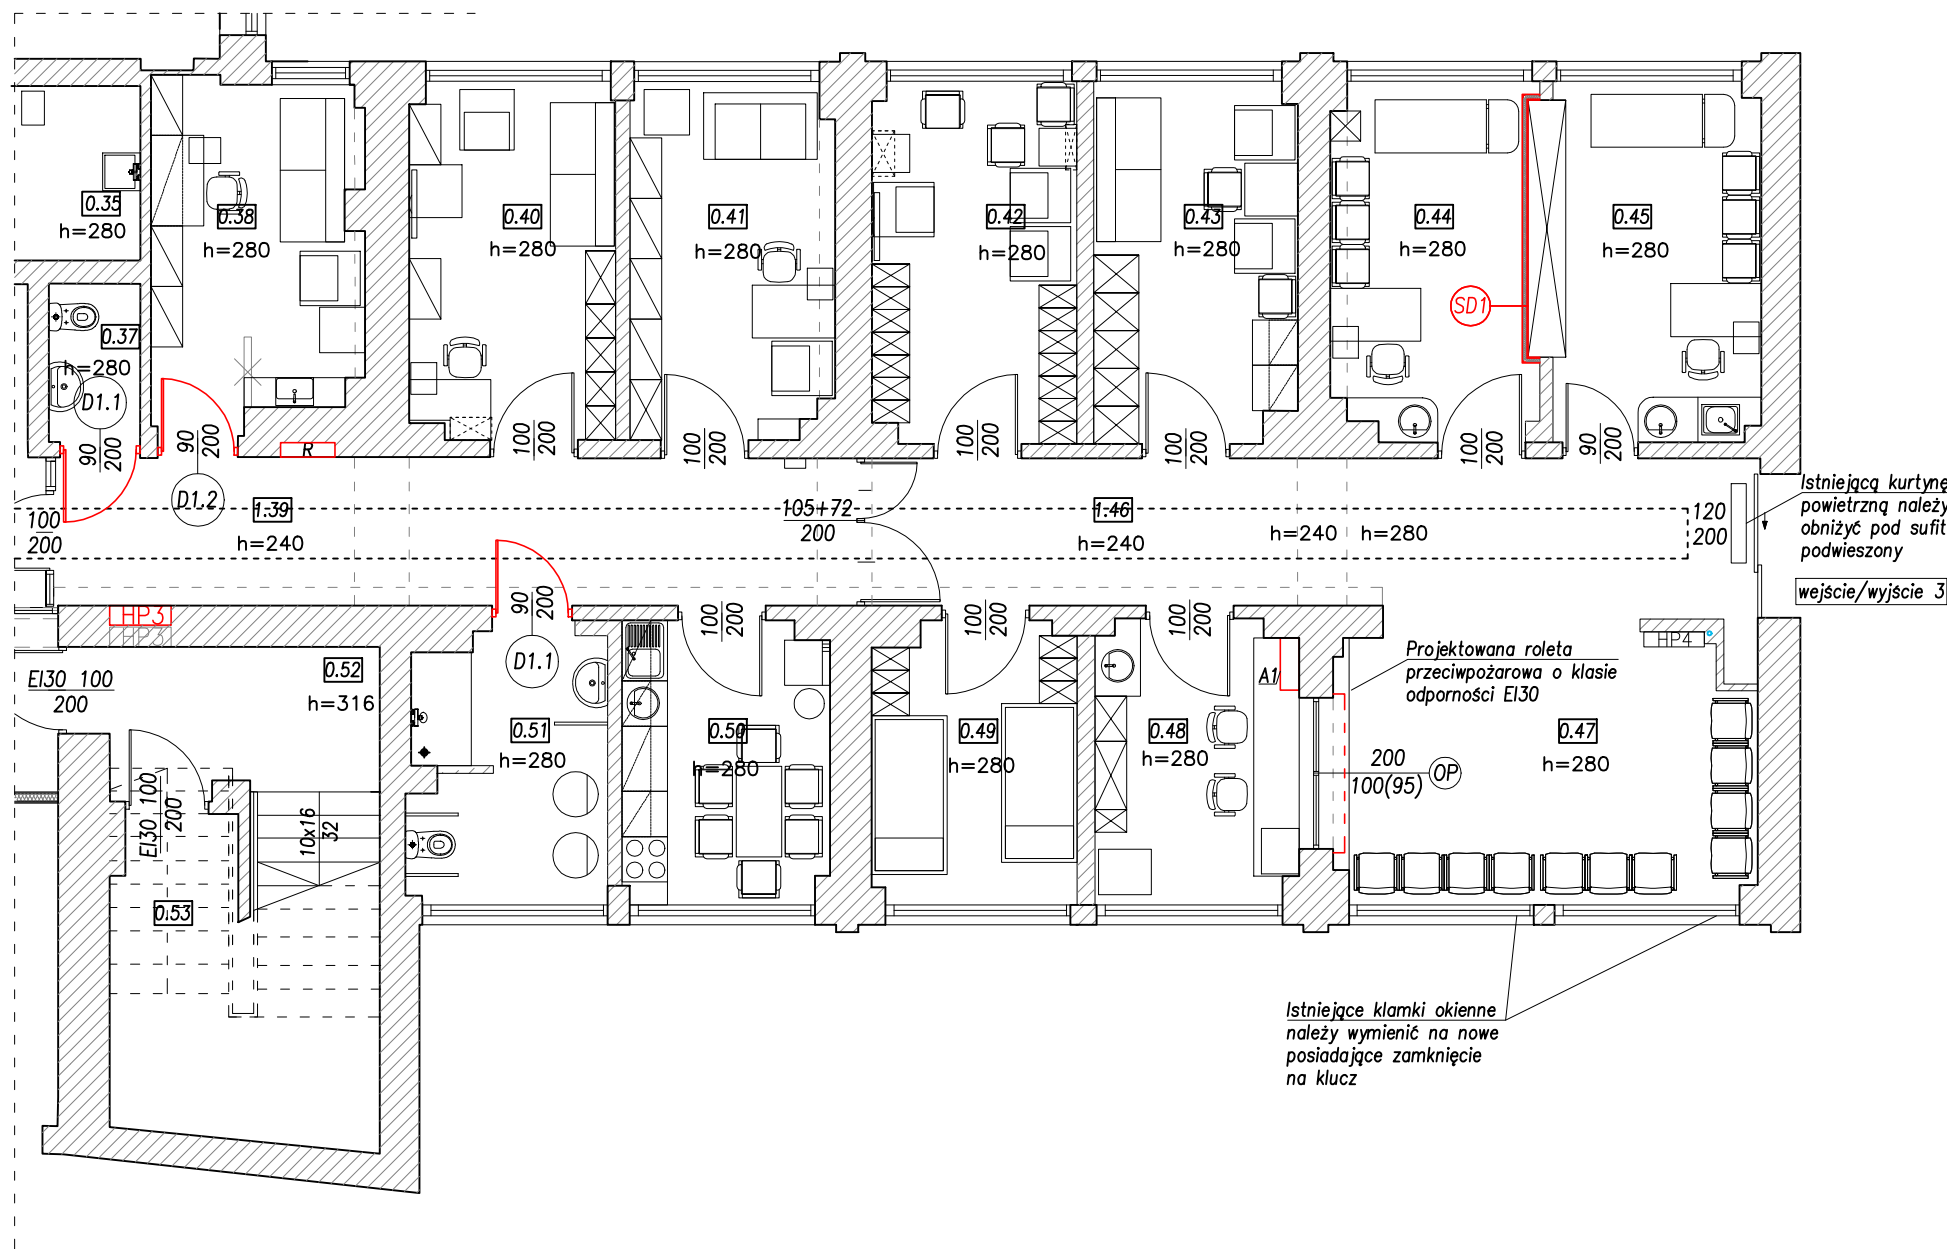 0.35
h=280
0.38
h=280
0.40
h=280
0.41
h=280
0.42
h=280
0.43
h=280
0.44
h=280
0.45
h=280
SD1
0.37
h=280
D1.1
90
200
90
200
D1.2
R
100
200
100
200
100
200
100
200
100
200
90
200
100
200
1.39
h=240
105+72
200
1.46
h=240
h=240
h=280
120
200
Istniejącą kurtynę
powietrzną należy
obniżyć pod sufit
podwieszony
wejście/wyjście 3
HP3
HP3
90
200
D1.1
100
200
100
200
100
200
HP4
EI30 100
200
0.52
h=316
0.51
h=280
0.50
h=280
0.49
h=280
0.48
h=280
A1
Projektowana roleta
przeciwpożarowa o klasie
odporności EI30
200
100(95)
OP
0.47
h=280
EI30 100
200
10x16
32
0.53
Istniejące klamki okienne
należy wymienić na nowe
posiadające zamknięcie
na klucz